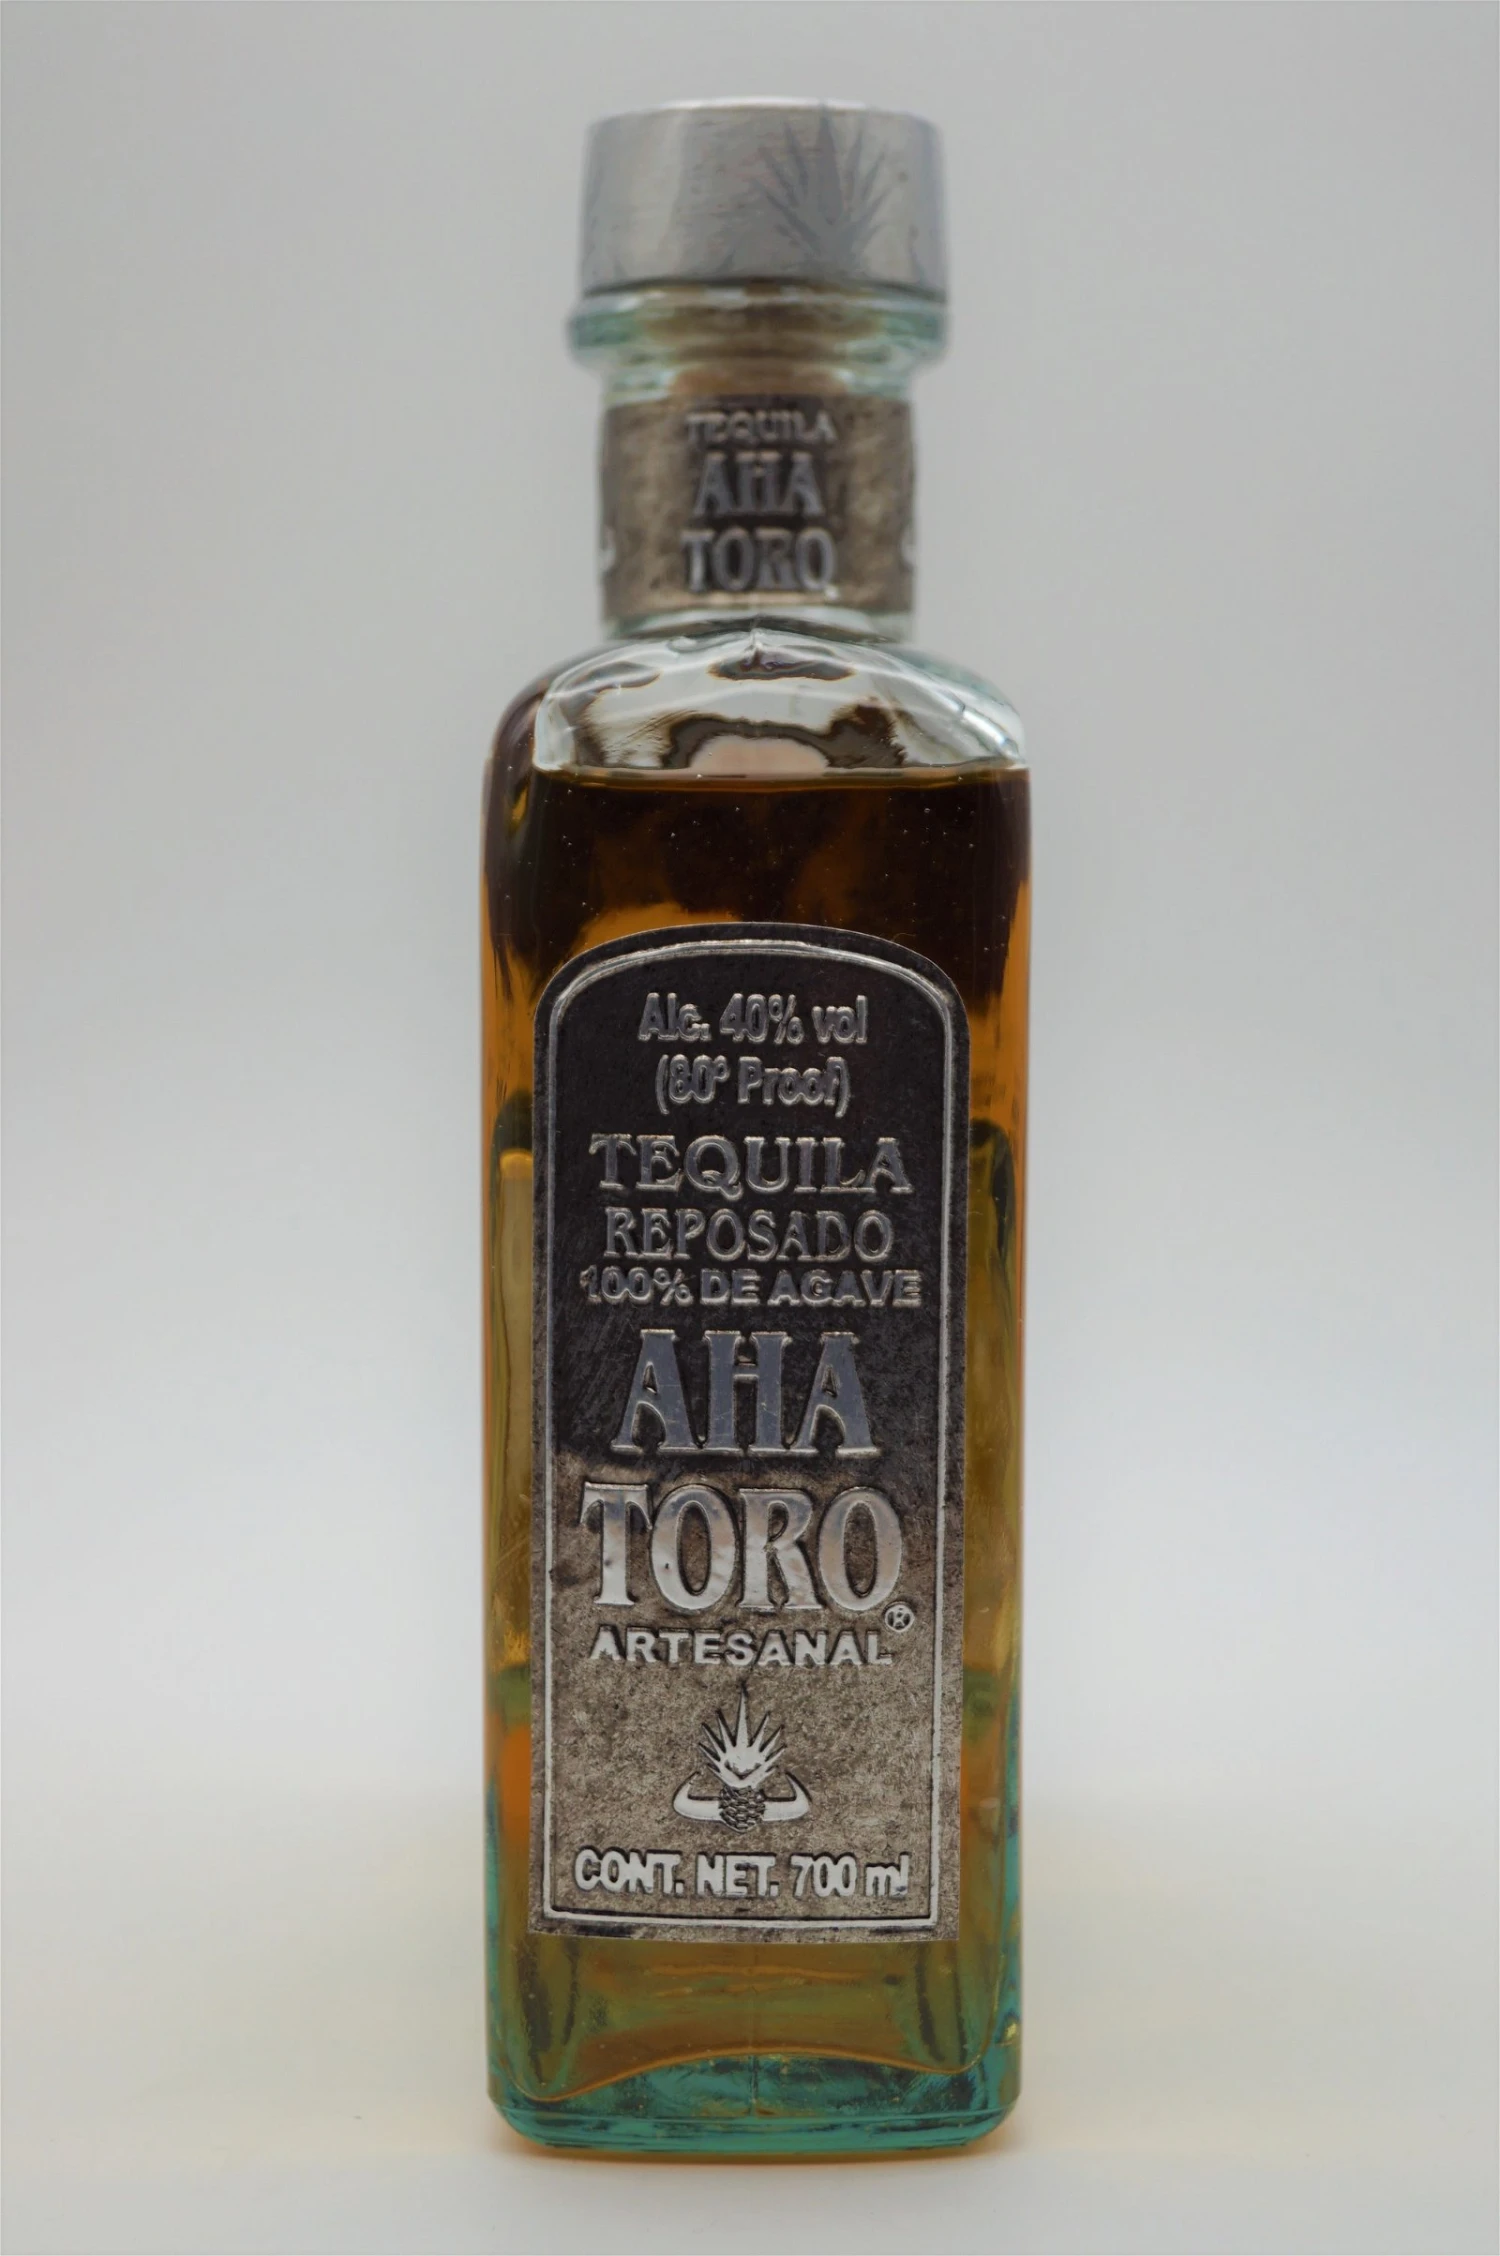 TEQUILA
AHA
TORO
Alc. 40% vol
(80° Proof)
TEQUILA
REPOSADO
100% DE AGAVE
AHA
TORO®
ARTESANAL
CONT. NET. 700 ml